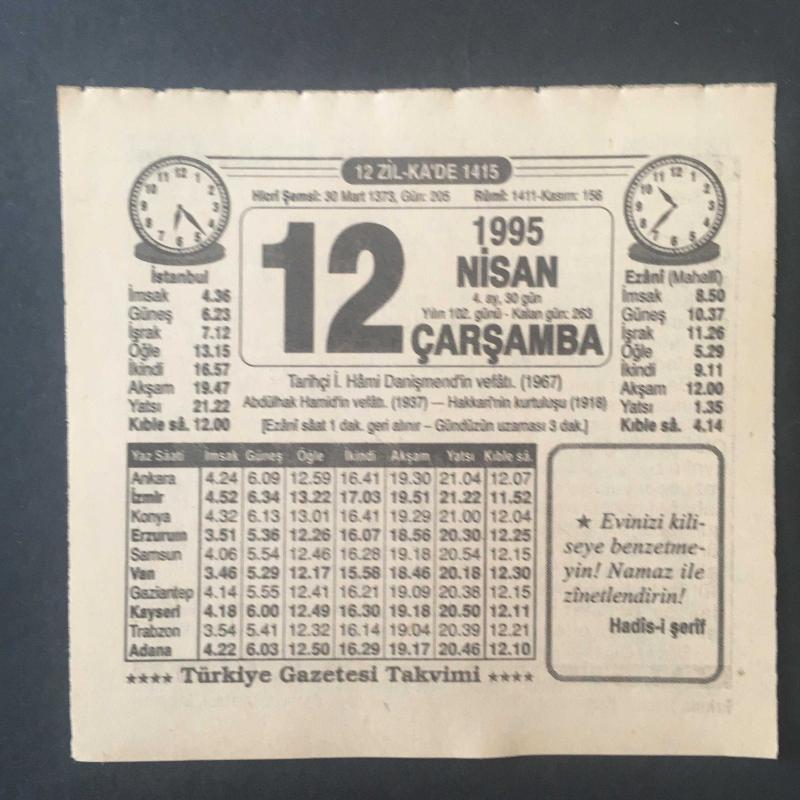 12 ZİL-KA'DE 1415
Hicrî Şemsî: 30 Mart 1373, Gün: 205 Rûmî: 1411-Kasım: 156
12
1995
NİSAN
4. ay, 30 gün
Yılın 102. günü - Kalan gün: 263
ÇARŞAMBA
İstanbul
İmsak 4.36
Güneş 6.23
İşrak 7.12
Öğle 13.15
İkindi 16.57
Akşam 19.47
Yatsı 21.22
Kıble sâ. 12.00
Ezânî (Mahallî)
İmsak 8.50
Güneş 10.37
İşrak 11.26
Öğle 5.29
İkindi 9.11
Akşam 12.00
Yatsı 1.35
Kıble sâ. 4.14
Tarihçi İ. Hâmi Danişmend'in vefâtı. (1967)
Abdülhak Hamid'in vefâtı. (1937) — Hakkari'nin kurtuluşu (1918)
[Ezânî sâat 1 dak. geri alınır – Gündüzün uzaması 3 dak.]
Yaz Sâati İmsak Güneş Öğle İkindi Akşam Yatsı Kıble sâ.
Ankara 4.24 6.09 12.59 16.41 19.30 21.04 12.07
İzmir 4.52 6.34 13.22 17.03 19.51 21.22 11.52
Konya 4.32 6.13 13.01 16.41 19.29 21.00 12.04
Erzurum 3.51 5.36 12.26 16.07 18.56 20.30 12.25
Samsun 4.06 5.54 12.46 16.28 19.18 20.54 12.15
Van 3.46 5.29 12.17 15.58 18.46 20.18 12.30
Gaziantep 4.14 5.55 12.41 16.21 19.09 20.38 12.15
Kayseri 4.18 6.00 12.49 16.30 19.18 20.50 12.11
Trabzon 3.54 5.41 12.32 16.14 19.04 20.39 12.21
Adana 4.22 6.03 12.50 16.29 19.17 20.46 12.10
★ Evinizi kili-
seye benzetme-
yin! Namaz ile
zînetlendirin!
Hadîs-i şerîf
★★★★ Türkiye Gazetesi Takvimi ★★★★